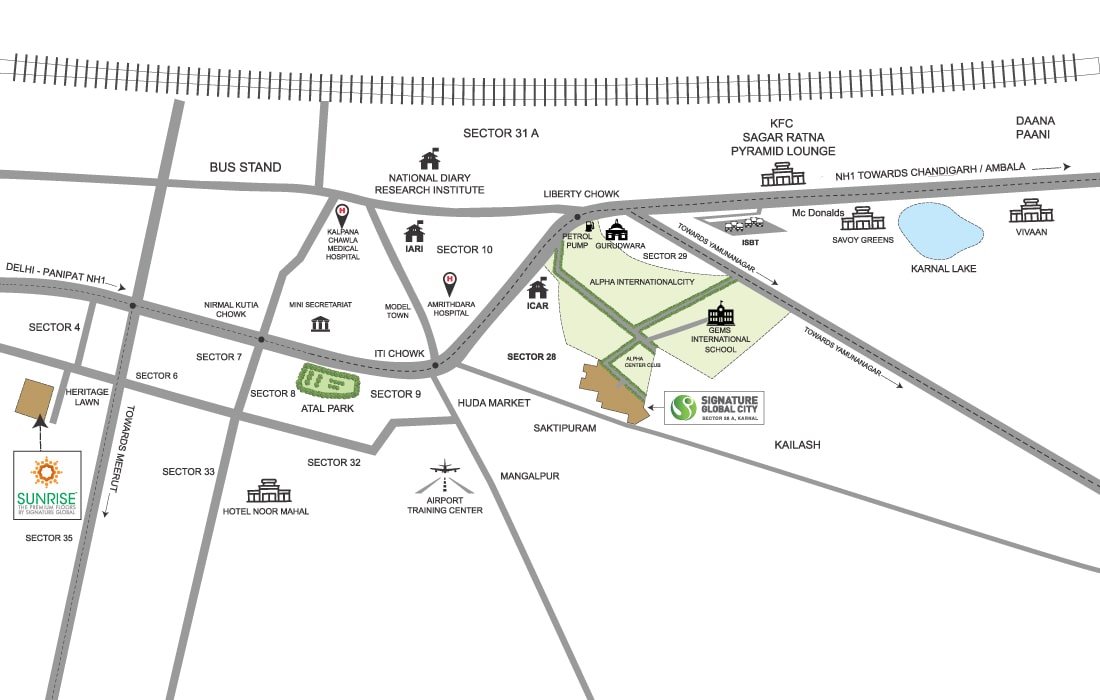 SECTOR 31 A
KFC
SAGAR RATNA
PYRAMID LOUNGE
DAANA
PAANI
BUS STAND
NATIONAL DIARY
RESEARCH INSTITUTE
LIBERTY CHOWK
NH1 TOWARDS CHANDIGARH / AMBALA
H
KALPANA
CHAWLA
MEDICAL
HOSPITAL
IARI
SECTOR 10
PETROL
PUMP
GURUDWARA
SECTOR 29
TOWARDS YAMUNANAGAR
ISBT
Mc Donalds
SAVOY GREENS
KARNAL LAKE
VIVAAN
DELHI - PANIPAT NH1
ALPHA INTERNATIONALCITY
H
AMRITHDARA
HOSPITAL
ICAR
NIRMAL KUTIA
CHOWK
MINI SECRETARIAT
MODEL
TOWN
GEMS
INTERNATIONAL
SCHOOL
TOWARDS YAMUNANAGAR
SECTOR 4
SECTOR 7
ITI CHOWK
SECTOR 28
ALPHA
CENTER CLUB
SECTOR 6
HERITAGE
LAWN
SECTOR 8
ATAL PARK
SECTOR 9
HUDA MARKET
SIGNATURE
GLOBAL CITY
SECTOR 28 A, KARNAL
SAKTIPURAM
KAILASH
TOWARDS MEERUT
SECTOR 33
SECTOR 32
MANGALPUR
SUNRISE
THE PREMIUM FLOORS
BY SIGNATURE GLOBAL
HOTEL NOOR MAHAL
AIRPORT
TRAINING CENTER
SECTOR 35